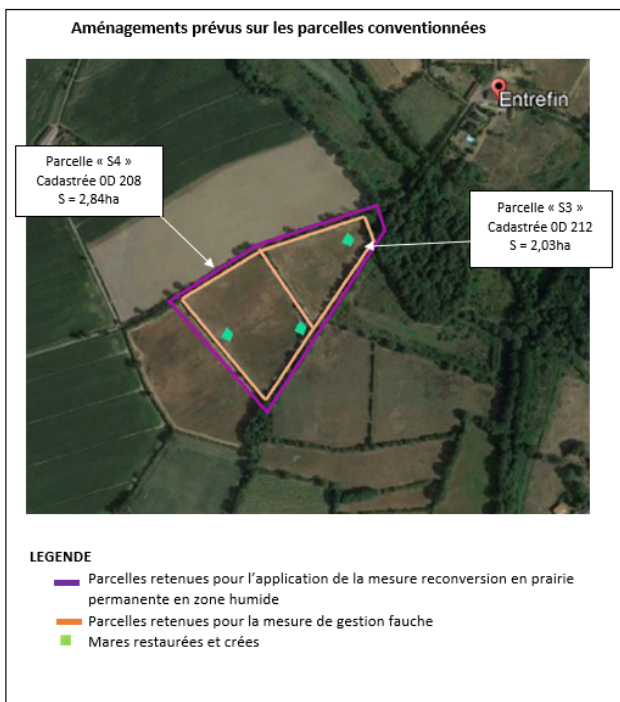 Aménagements prévus sur les parcelles conventionnées
Entrefin
Parcelle « S4 »
Cadastrée 0D 208
S = 2,84ha
Parcelle « S3 »
Cadastrée 0D 212
S = 2,03ha
LEGENDE
Parcelles retenues pour l’application de la mesure reconversion en prairie
permanente en zone humide
Parcelles retenues pour la mesure de gestion fauche
Mares restaurées et crées